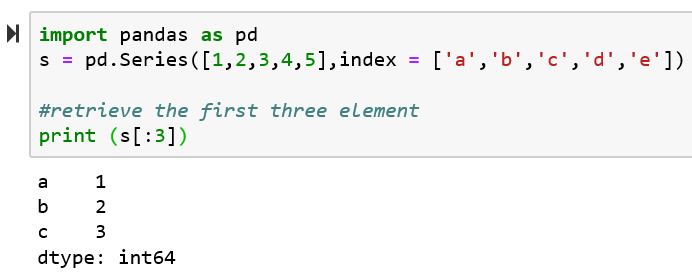 import pandas as pd
s = pd.Series([1,2,3,4,5],index = ['a','b','c','d','e'])
#retrieve the first three element
print (s[:3])
a    1
b    2
c    3
dtype: int64